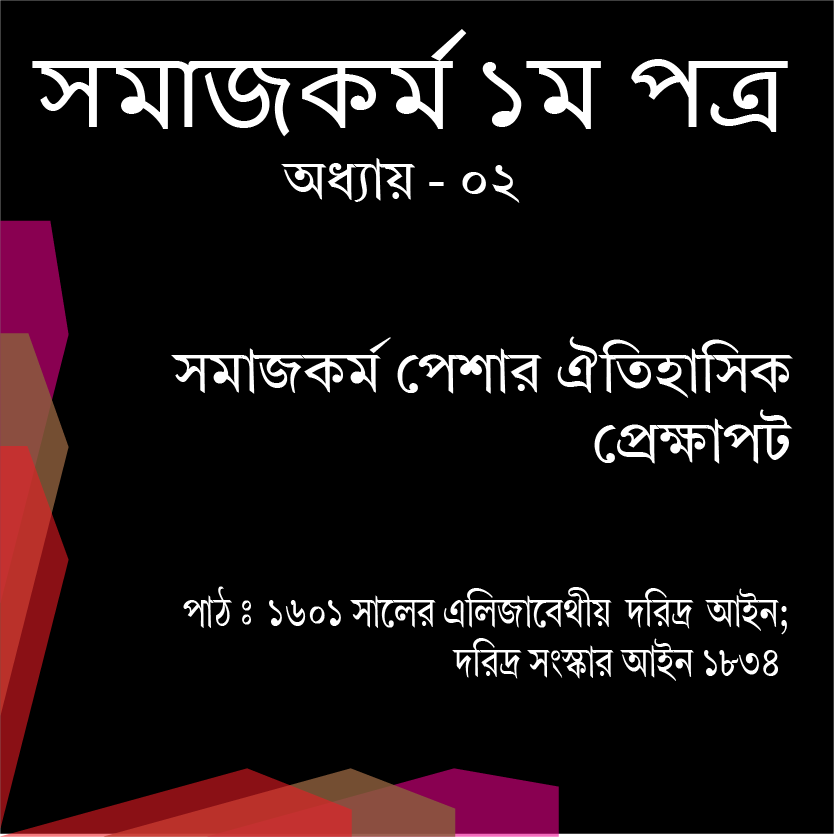 সমাজকর্ম ১ম পত্র
অধ্যায় - ০২
সমাজকর্ম পেশার ঐতিহাসিক
প্রেক্ষাপট
পাঠ ঃ ১৬০১ সালের এলিজাবেথীয় দরিদ্র আইন;
দরিদ্র সংস্কার আইন ১৮৩৪